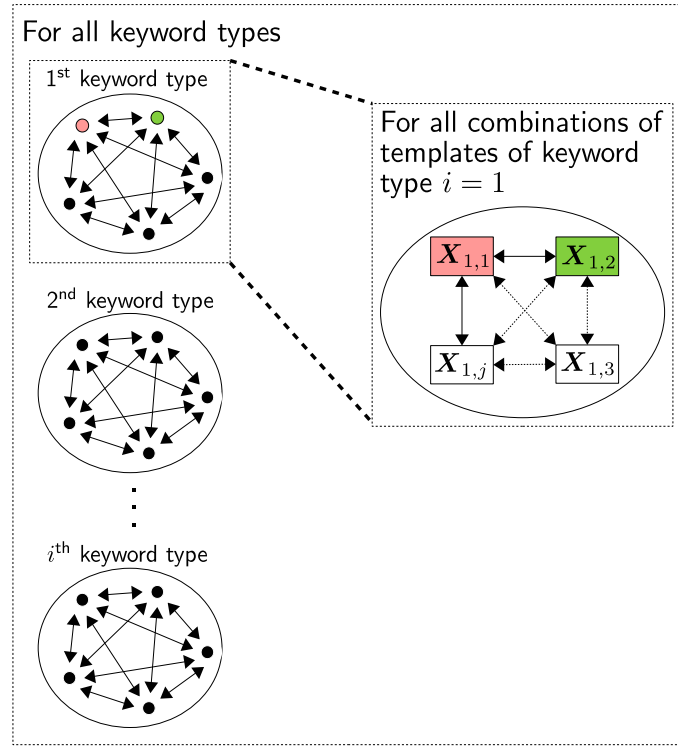 For all keyword types
1st keyword type
For all combinations of
templates of keyword
type i = 1
X1,1 X1,2
X1,j X1,3
2nd keyword type
ith keyword type